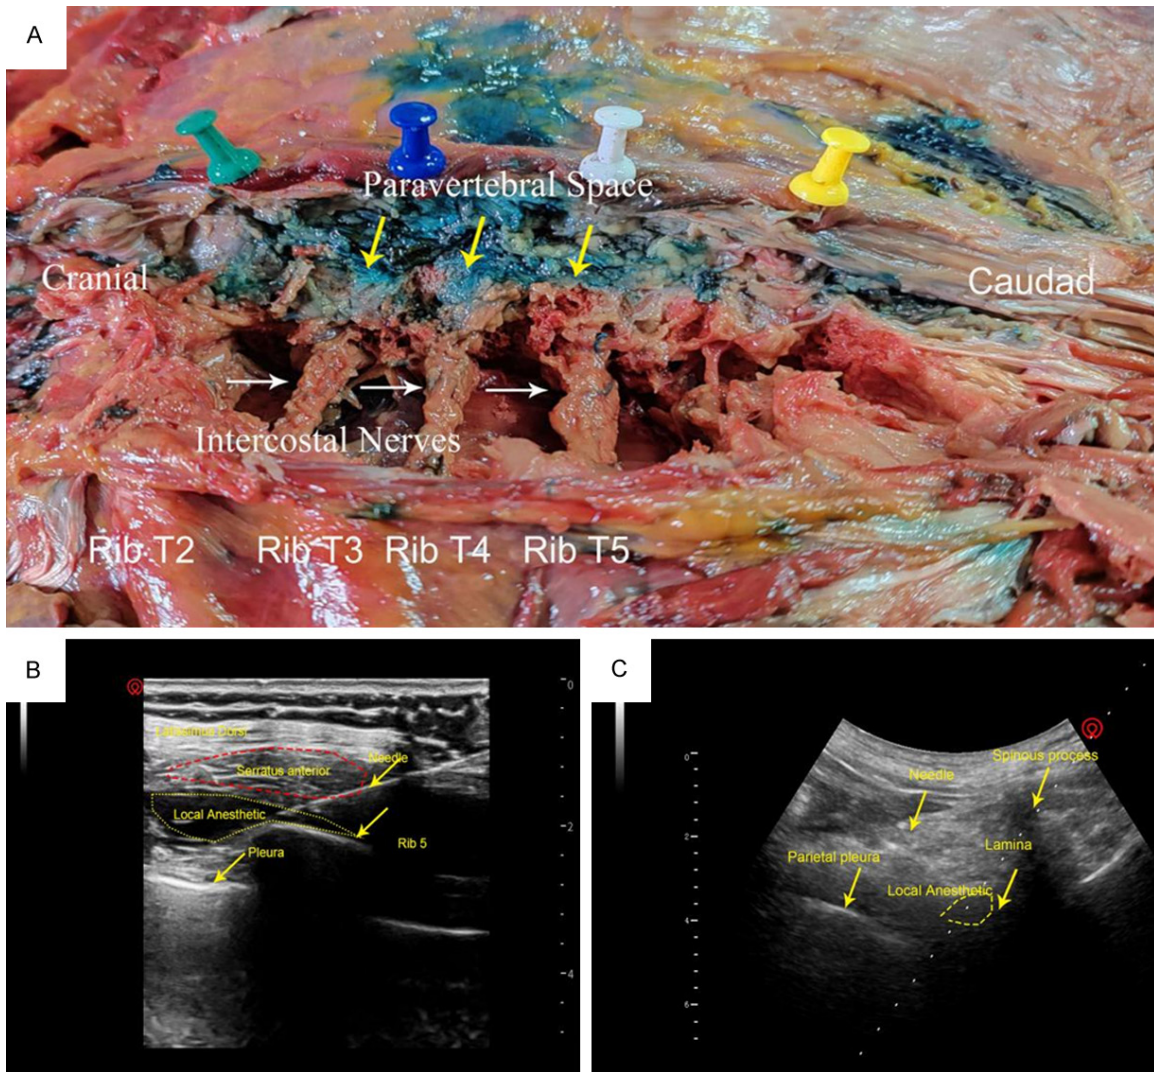 A
Paravertebral Space
Cranial
Caudad
Intercostal Nerves
Rib T2
Rib T3
Rib T4
Rib T5
B
0
Latissimus Dorsi
Needle
Serratus anterior
Local Anesthetic
2
Rib 5
Pleura
4
C
0
Spinous process
Needle
2
Lamina
Parietal pleura
Local Anesthetic
4
6